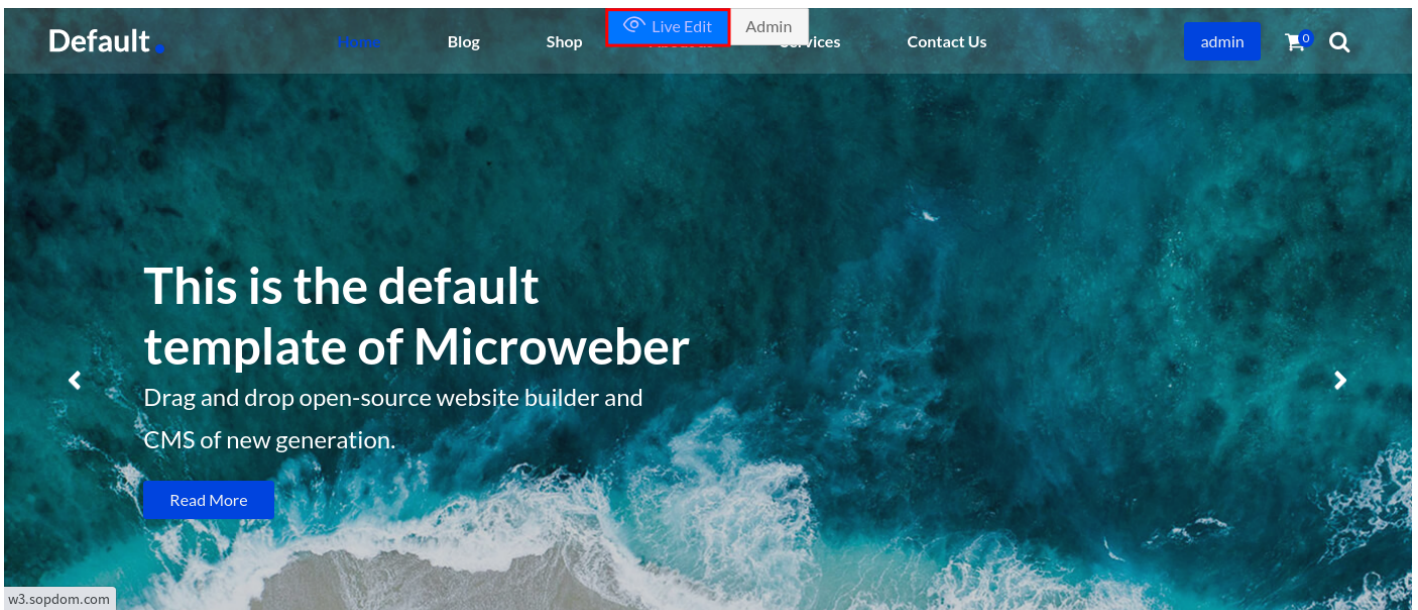 Live Edit Admin
Default. Home Blog Shop Services Contact Us admin 0
This is the default
template of Microweber
Drag and drop open-source website builder and
CMS of new generation.
Read More
w3.sopdom.com